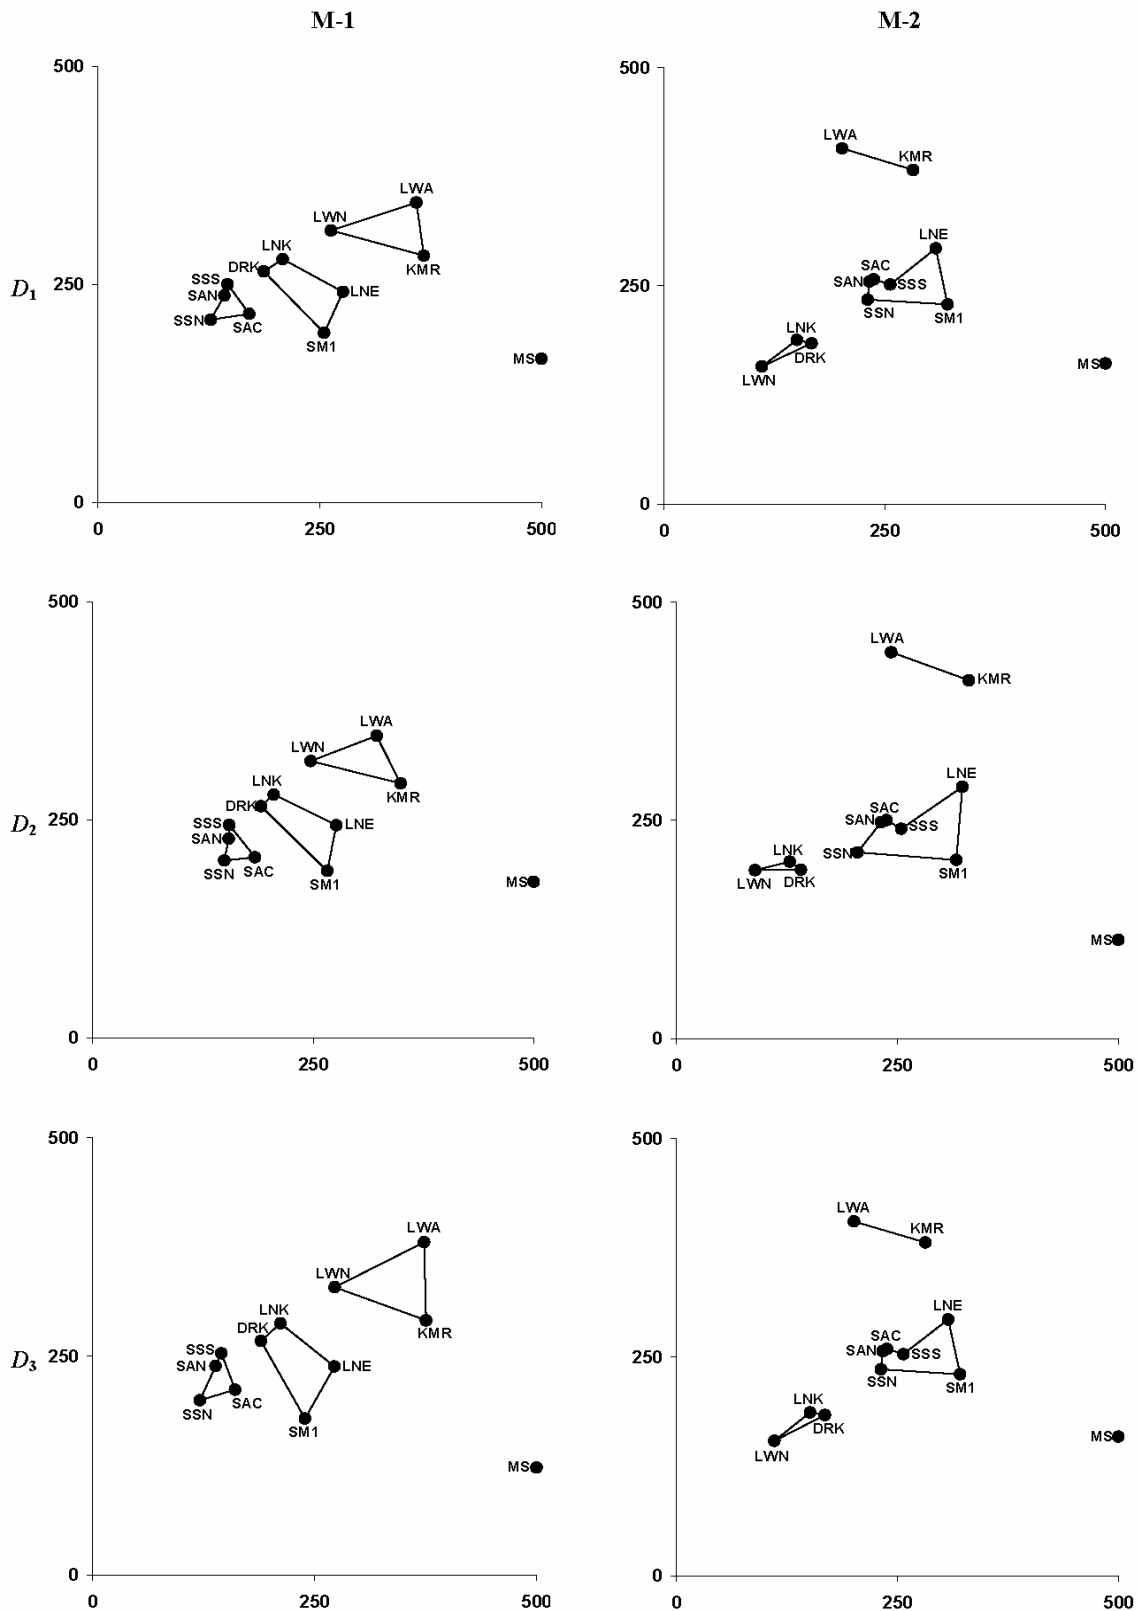 M-1 M-2
500 500
LWA
KMR
LWA
LWN
LNE
LNK
KMR
DRK
SAC
SSS
SAN
SSS
D1 250 250
SAN
LNE
SSN
SSN
SAC
SM1
LNK
SM1
DRK
MS
MS
LWN
0 0
0 250 500 0 250 500
500 500
LWA
KMR
LWA
LWN
LNE
LNK
KMR
DRK
SAC
SSS
LNE
SAN
SSS
D2 250 250
SAN
SSN
SSN
SAC
LNK
SM1
SM1
LWN
DRK
MS
MS
0 0
0 250 500 0 250 500
500 500
LWA
LWA
KMR
LWN
LNE
LNK
KMR
DRK
SAC
SSS
SAN
SSS
D3 250 250
SAN
LNE
SSN
SAC
SM1
SSN
LNK
SM1
DRK
MS
LWN
MS
0 0
0 250 500 0 250 500